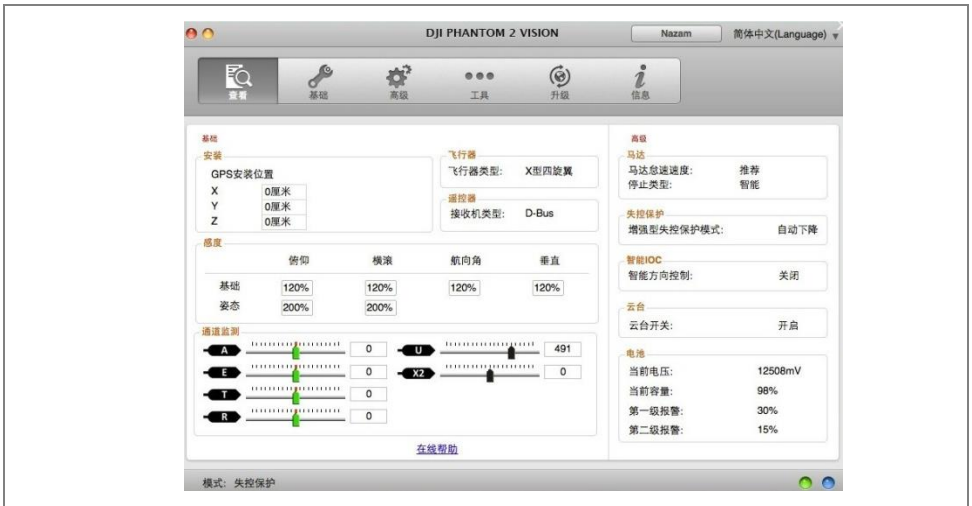 DJI PHANTOM 2 VISION
Nazam
简体中文(Language)
查看
基础
高级
工具
升级
信息
基础
安装
GPS安装位置
X 0厘米
Y 0厘米
Z 0厘米
飞行器
飞行器类型: X型四旋翼
遥控器
接收机类型: D-Bus
感度
俯仰 横滚 航向角 垂直
基础 120% 120% 120% 120%
姿态 200% 200%
通道监测
A 0 U 491
E 0 X2 0
T 0
R 0
在线帮助
高级
马达
马达怠速速度: 推荐
停止类型: 智能
失控保护
增强型失控保护模式: 自动下降
智能IOC
智能方向控制: 关闭
云台
云台开关: 开启
电池
当前电压: 12508mV
当前容量: 98%
第一级报警: 30%
第二级报警: 15%
模式: 失控保护